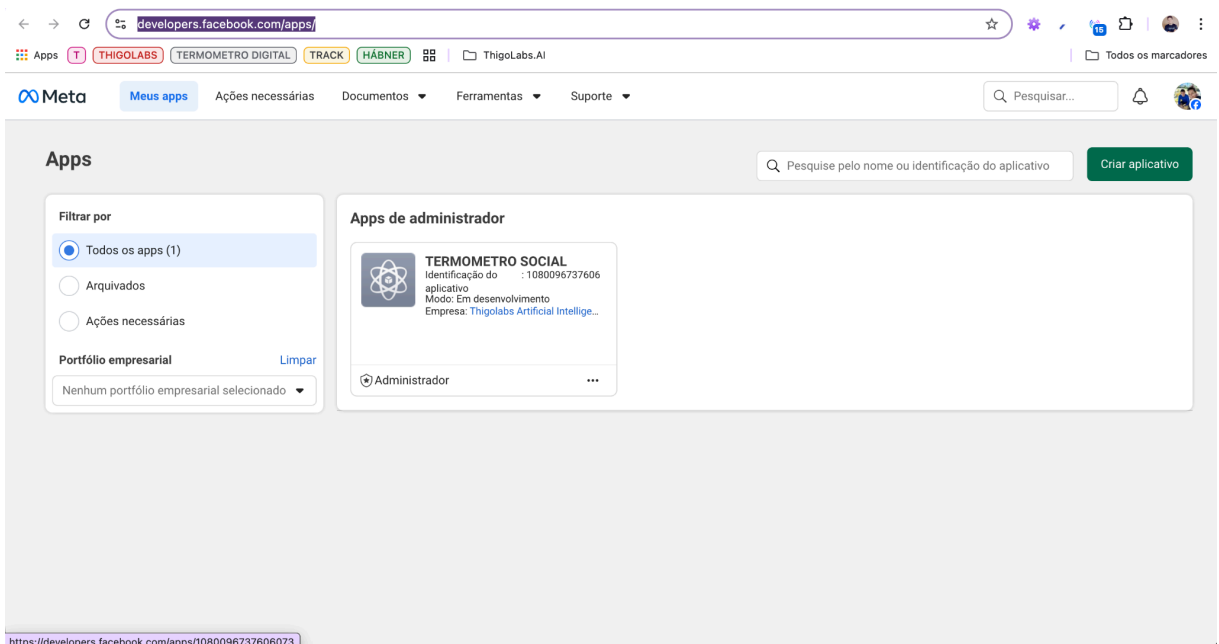 developers.facebook.com/apps/
15
Apps T THIGOLABS TERMOMETRO DIGITAL TRACK HÁBNER ThigoLabs.AI Todos os marcadores
Meta Meus apps Ações necessárias Documentos Ferramentas Suporte Pesquisar...
Apps
Pesquise pelo nome ou identificação do aplicativo Criar aplicativo
Filtrar por
Todos os apps (1)
Arquivados
Ações necessárias
Portfólio empresarial Limpar
Nenhum portfólio empresarial selecionado
Apps de administrador
TERMOMETRO SOCIAL
Identificação do : 1080096737606
aplicativo
Modo: Em desenvolvimento
Empresa: Thigolabs Artificial Intellige...
Administrador
https://developers.facebook.com/apps/1080096737606073